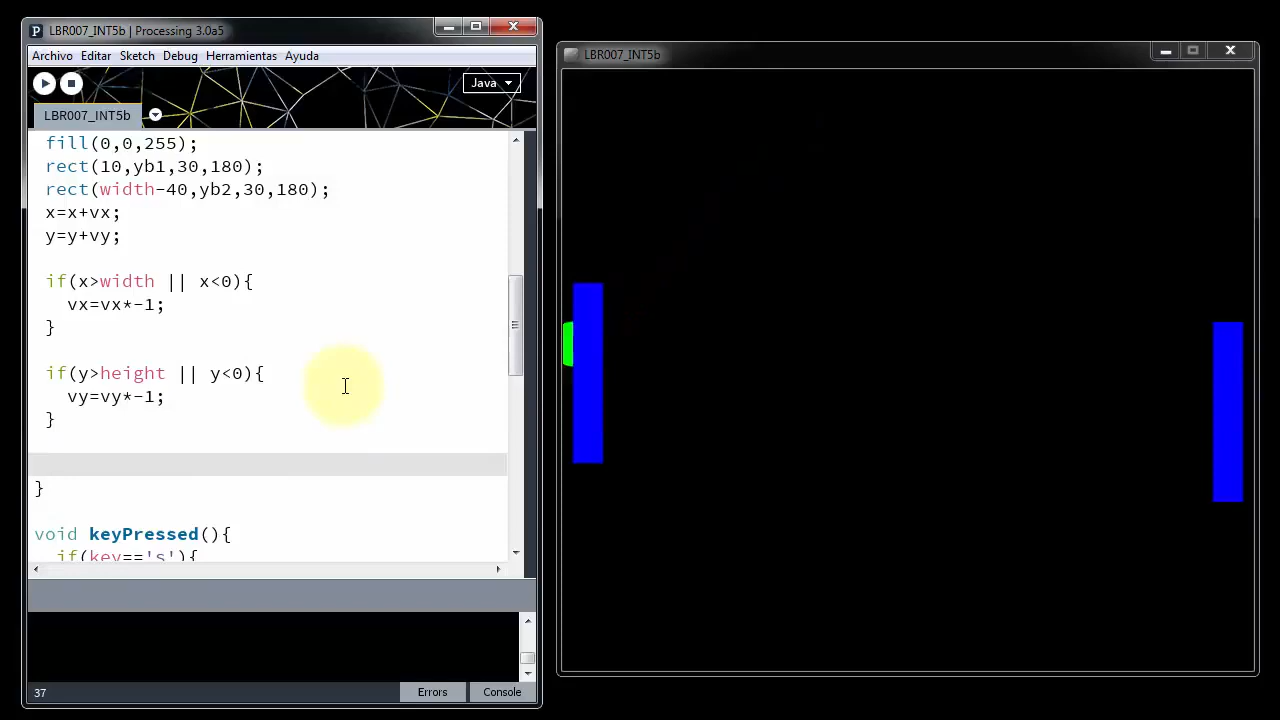 LBR007_INT5b | Processing 3.0a5
Archivo Editar Sketch Debug Herramientas Ayuda
Java
LBR007_INT5b
fill(0,0,255);
rect(10,yb1,30,180);
rect(width-40,yb2,30,180);
x=x+vx;
y=y+vy;
if(x>width || x<0){
vx=vx*-1;
}
if(y>height || y<0){
vy=vy*-1;
}
}
void keyPressed(){
if(key=='s'){
37
Errors Console
LBR007_INT5b